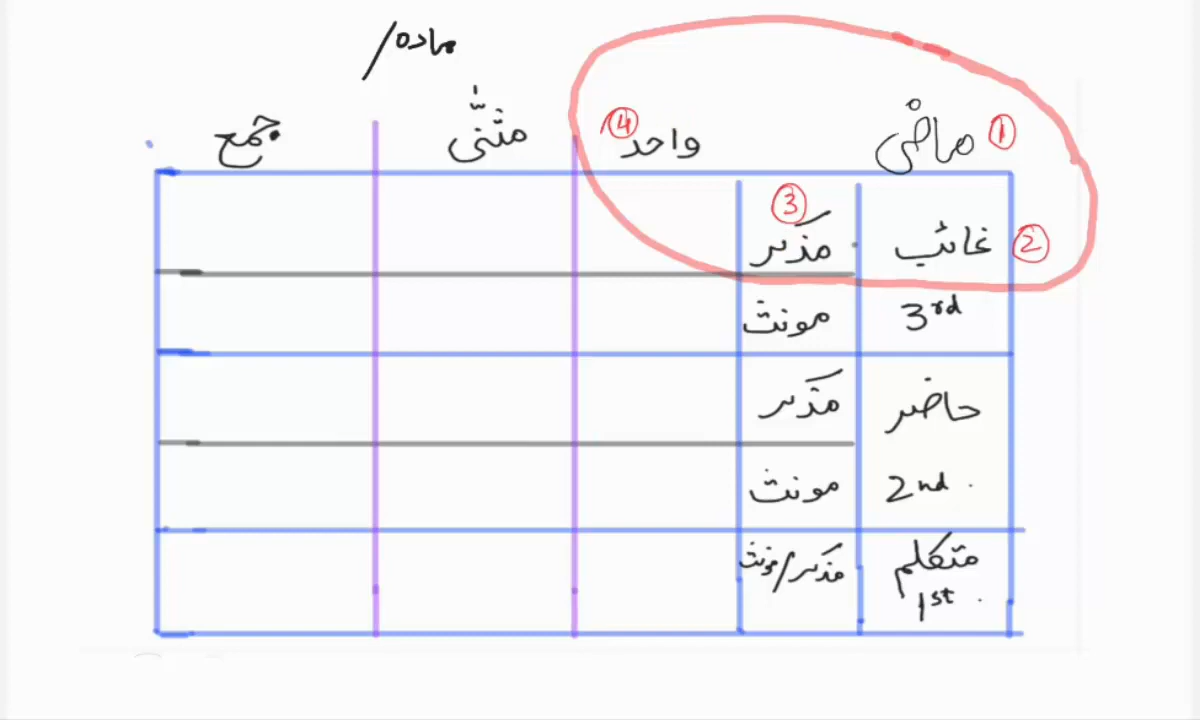 مادہ/
① ماضی واحد ④ مثنّٰی جمع
③
② غائب مذکر
3rd مونث
حاضر مذکر
2nd مونث
متکلم مذکر/مونث
1st